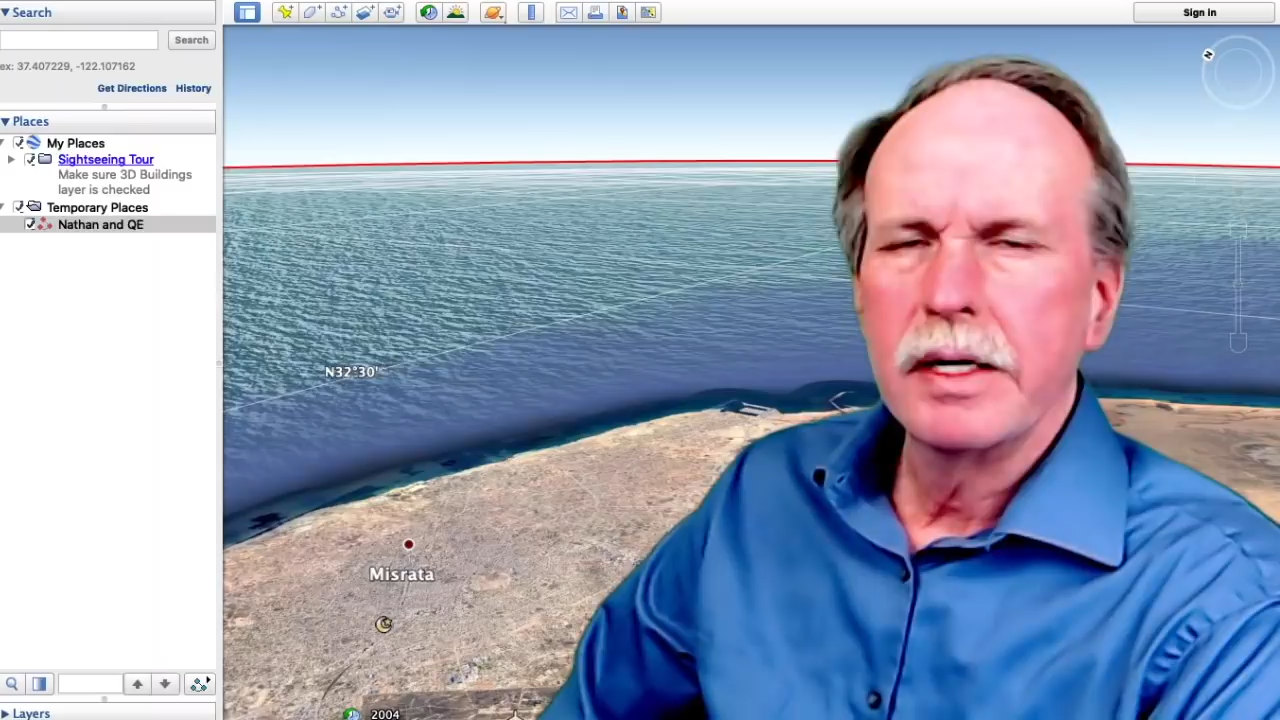 Search
Sign in
Search
ex: 37.407229, -122.107162
Get Directions
History
Places
My Places
Sightseeing Tour
Make sure 3D Buildings
layer is checked
Temporary Places
Nathan and QE
N
N32°30'
Misrata
2004
Layers